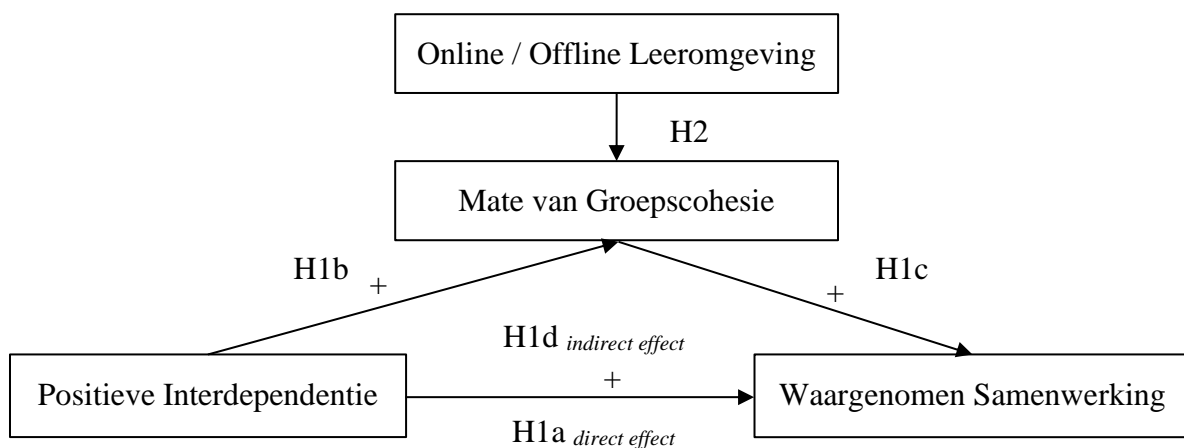 Online / Offline Leeromgeving
H2
Mate van Groepscohesie
H1b
+
H1c
+
H1d indirect effect
+
Positieve Interdependentie
Waargenomen Samenwerking
H1a direct effect